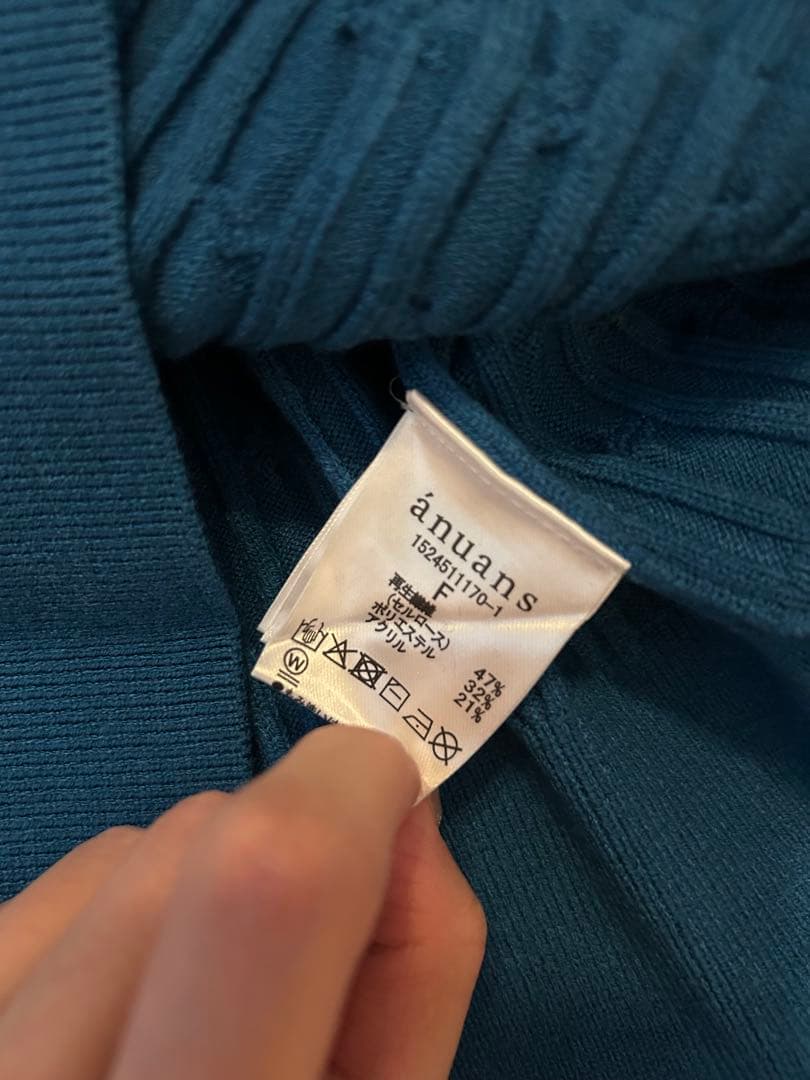 ánuans
1524511170-1
F
再生繊維
(セルロース) 47%
ポリエステル 32%
アクリル 21%
W